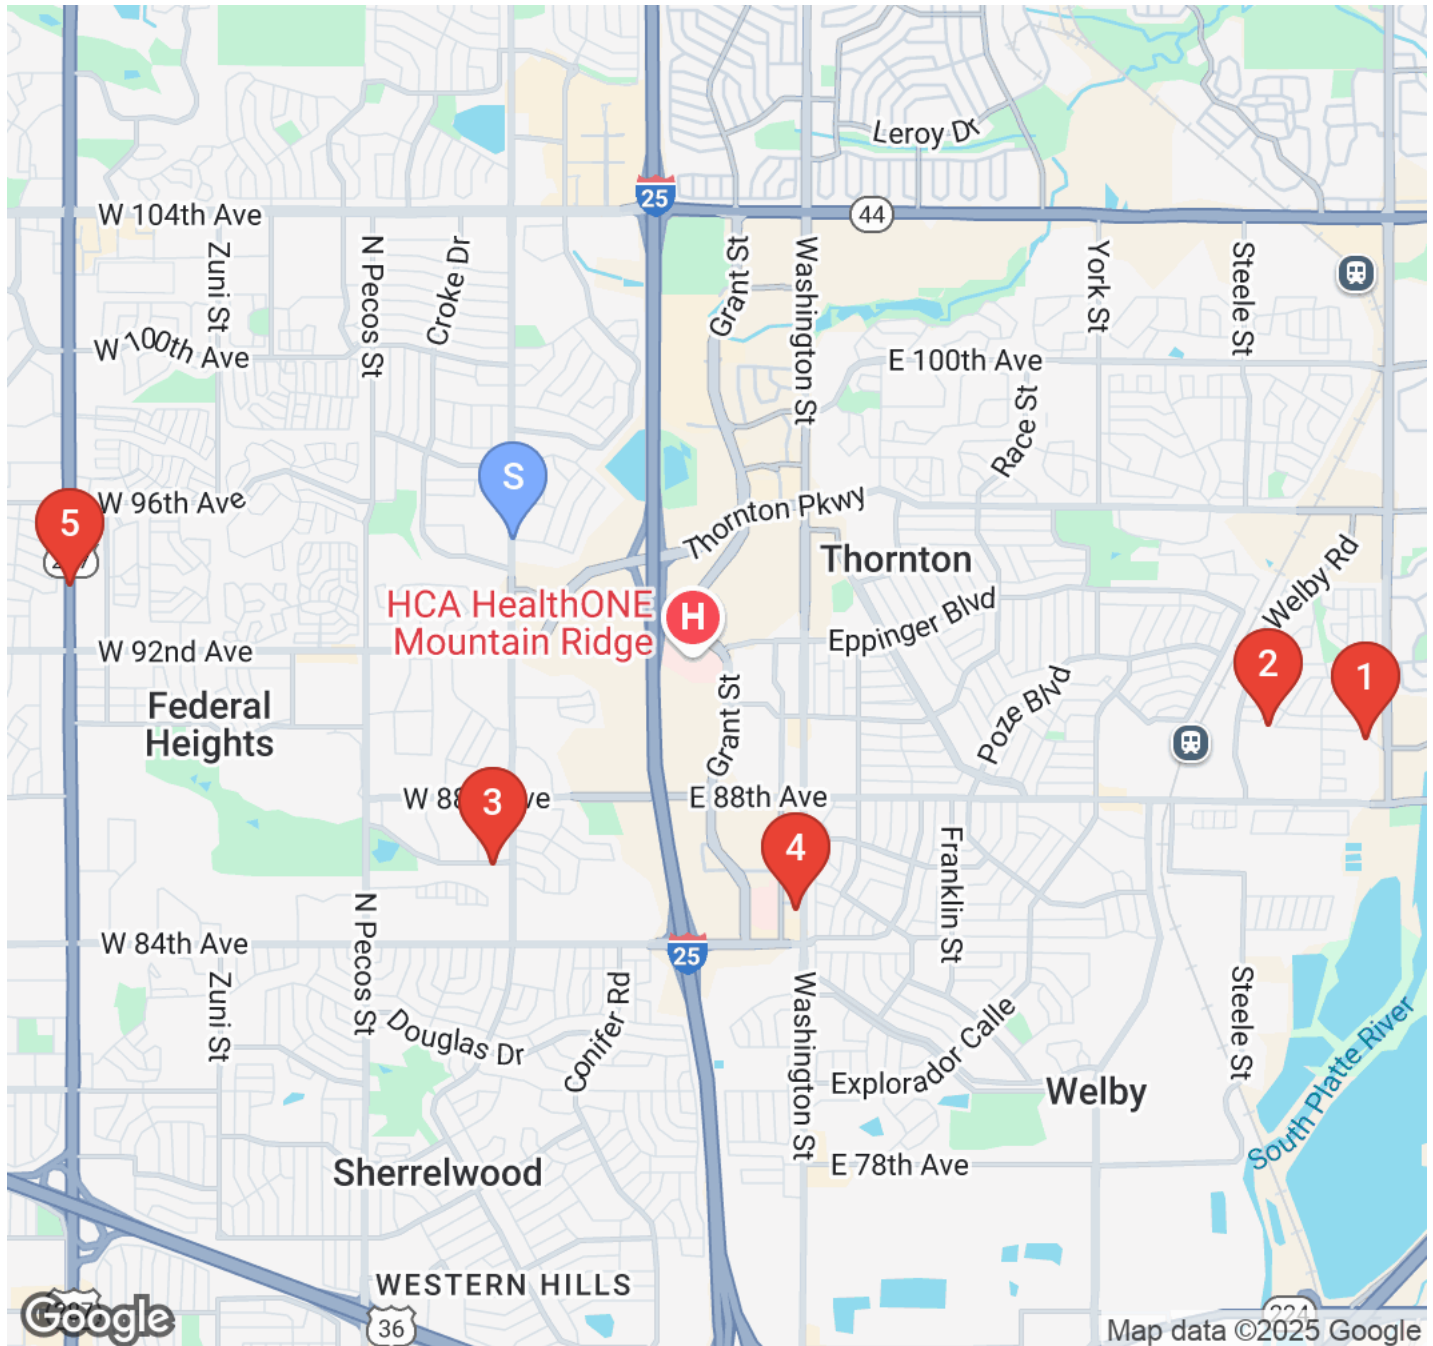 Leroy Dr
25
W 104th Ave
44
Zuni St
N Pecos St
Croke Dr
Grant St
Washington St
York St
Steele St
W 100th Ave
E 100th Ave
Race St
S
W 96th Ave
5
Thornton Pkwy
Thornton
HCA HealthONE
Mountain Ridge
H
Eppinger Blvd
Welby Rd
W 92nd Ave
2
1
Federal
Heights
Grant St
Poze Blvd
3
E 88th Ave
4
Franklin St
N Pecos St
W 84th Ave
25
Zuni St
Douglas Dr
Conifer Rd
Washington St
Explorador Calle
Steele St
Welby
South Platte River
Sherrelwood
E 78th Ave
WESTERN HILLS
Google
36
224
Map data ©2025 Google